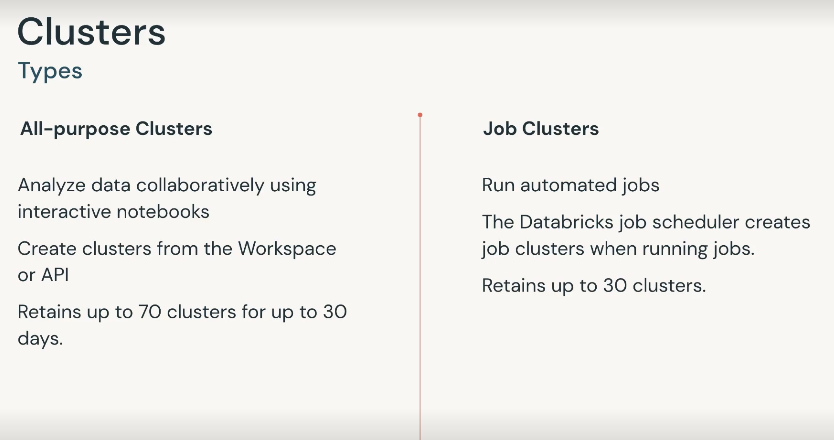 Clusters
Types
All-purpose Clusters
Analyze data collaboratively using
interactive notebooks
Create clusters from the Workspace
or API
Retains up to 70 clusters for up to 30
days.
Job Clusters
Run automated jobs
The Databricks job scheduler creates
job clusters when running jobs.
Retains up to 30 clusters.